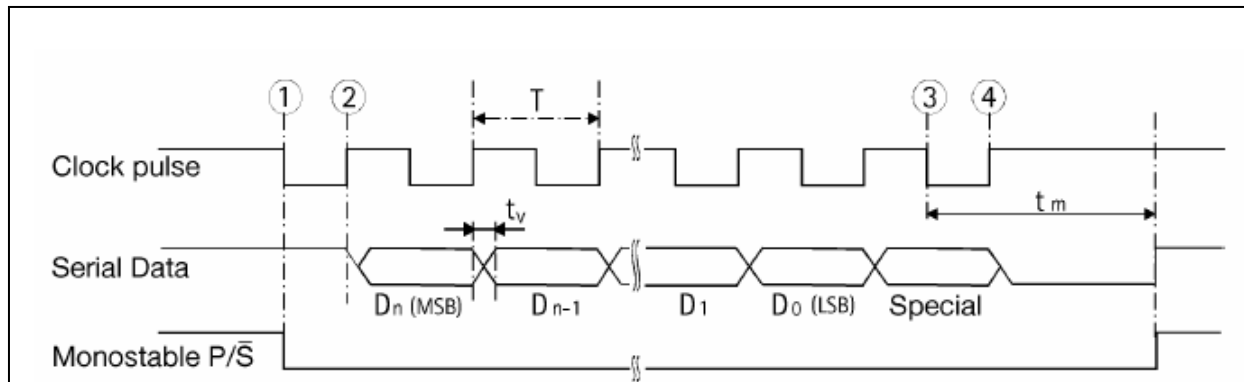 1 2 T 3 4
Clock pulse
tv tm
Serial Data
Dn (MSB) Dn-1 D1 D0 (LSB) Special
Monostable P/S̅